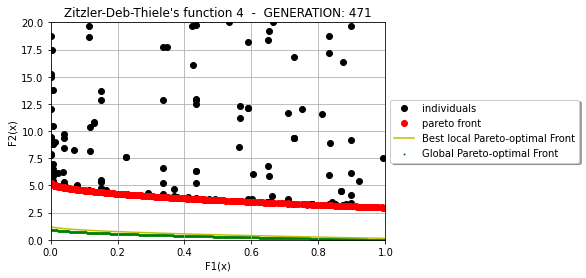 Zitzler-Deb-Thiele's function 4 - GENERATION: 471
20.0
17.5
15.0
12.5
10.0
7.5
5.0
2.5
0.0
F2(x)
0.0 0.2 0.4 0.6 0.8 1.0
F1(x)
individuals
pareto front
Best local Pareto-optimal Front
Global Pareto-optimal Front